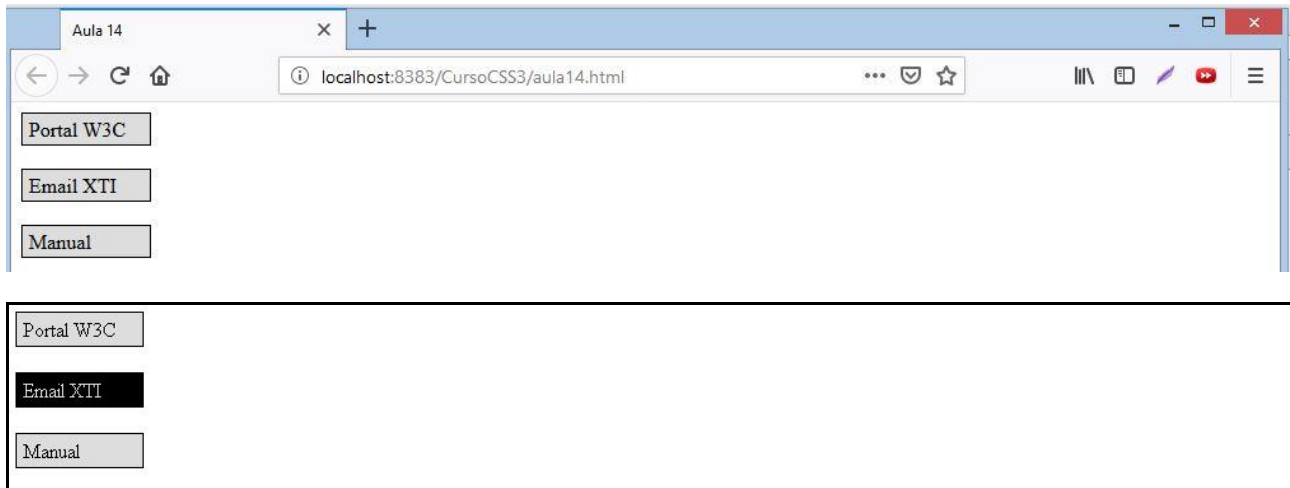 Aula 14
localhost:8383/CursoCSS3/aula14.html
Portal W3C
Email XTI
Manual
Portal W3C
Email XTI
Manual